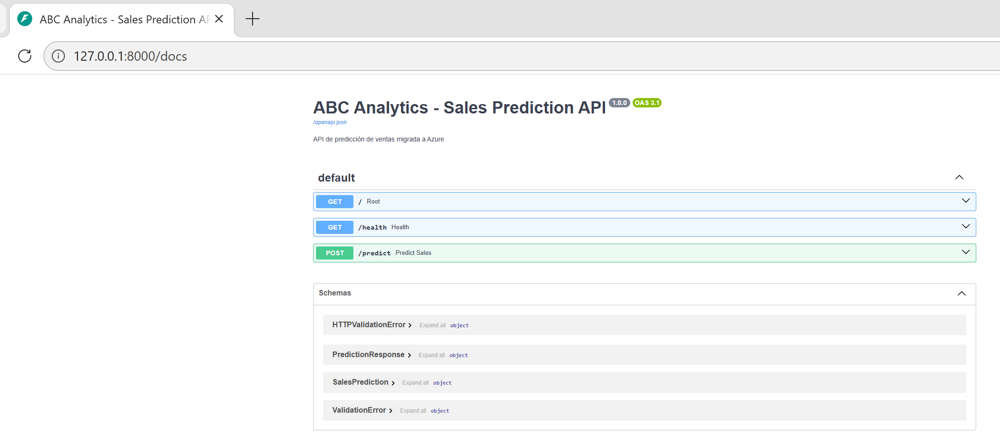 ABC Analytics - Sales Prediction AP
127.0.0.1:8000/docs
ABC Analytics - Sales Prediction API 1.0.0 OAS 3.1
/openapi.json
API de predicción de ventas migrada a Azure
default
GET / Root
GET /health Health
POST /predict Predict Sales
Schemas
HTTPValidationError Expand all object
PredictionResponse Expand all object
SalesPrediction Expand all object
ValidationError Expand all object